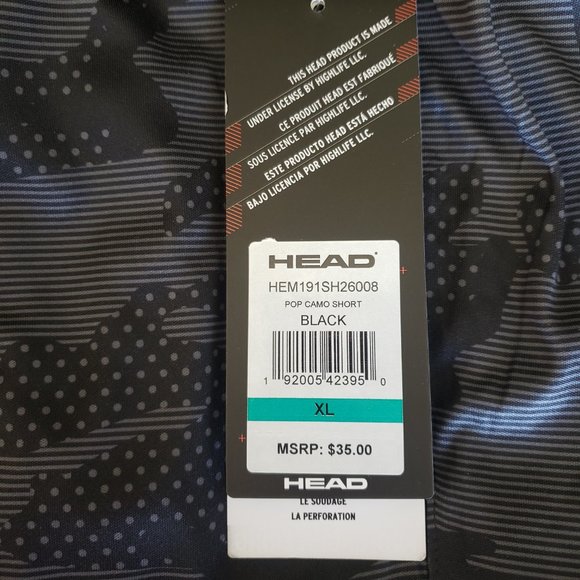 THIS HEAD PRODUCT IS MADE
UNDER LICENSE BY HIGHLIFE LLC.
CE PRODUIT HEAD EST FABRIQUÉ
SOUS LICENCE PAR HIGHLIFE LLC.
ESTE PRODUCTO HEAD ESTÁ HECHO
BAJO LICENCIA POR HIGHLIFE LLC.
HEAD
HEM191SH26008
POP CAMO SHORT
BLACK
1 92005 42395 0
XL
MSRP: $35.00
HEAD
LE SOUDAGE
LA PERFORATION